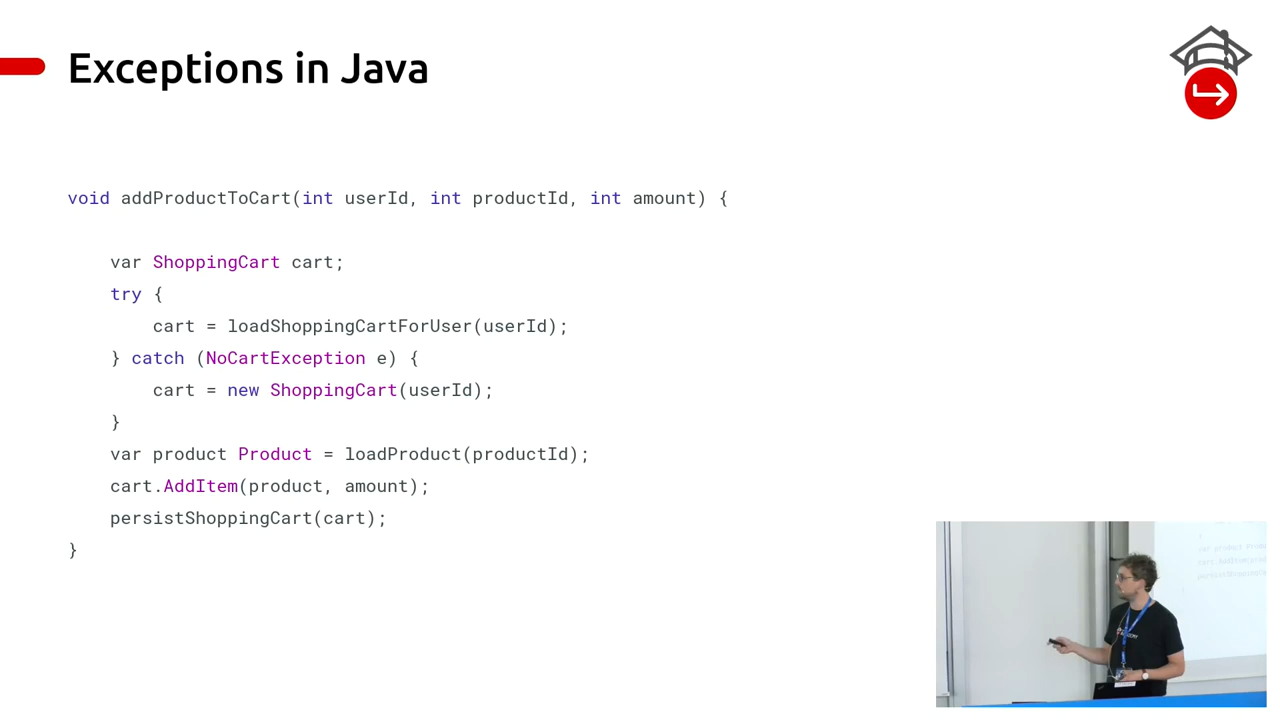 Exceptions in Java
void addProductToCart(int userId, int productId, int amount) {
var ShoppingCart cart;
try {
cart = loadShoppingCartForUser(userId);
} catch (NoCartException e) {
cart = new ShoppingCart(userId);
}
var product Product = loadProduct(productId);
cart.AddItem(product, amount);
persistShoppingCart(cart);
}